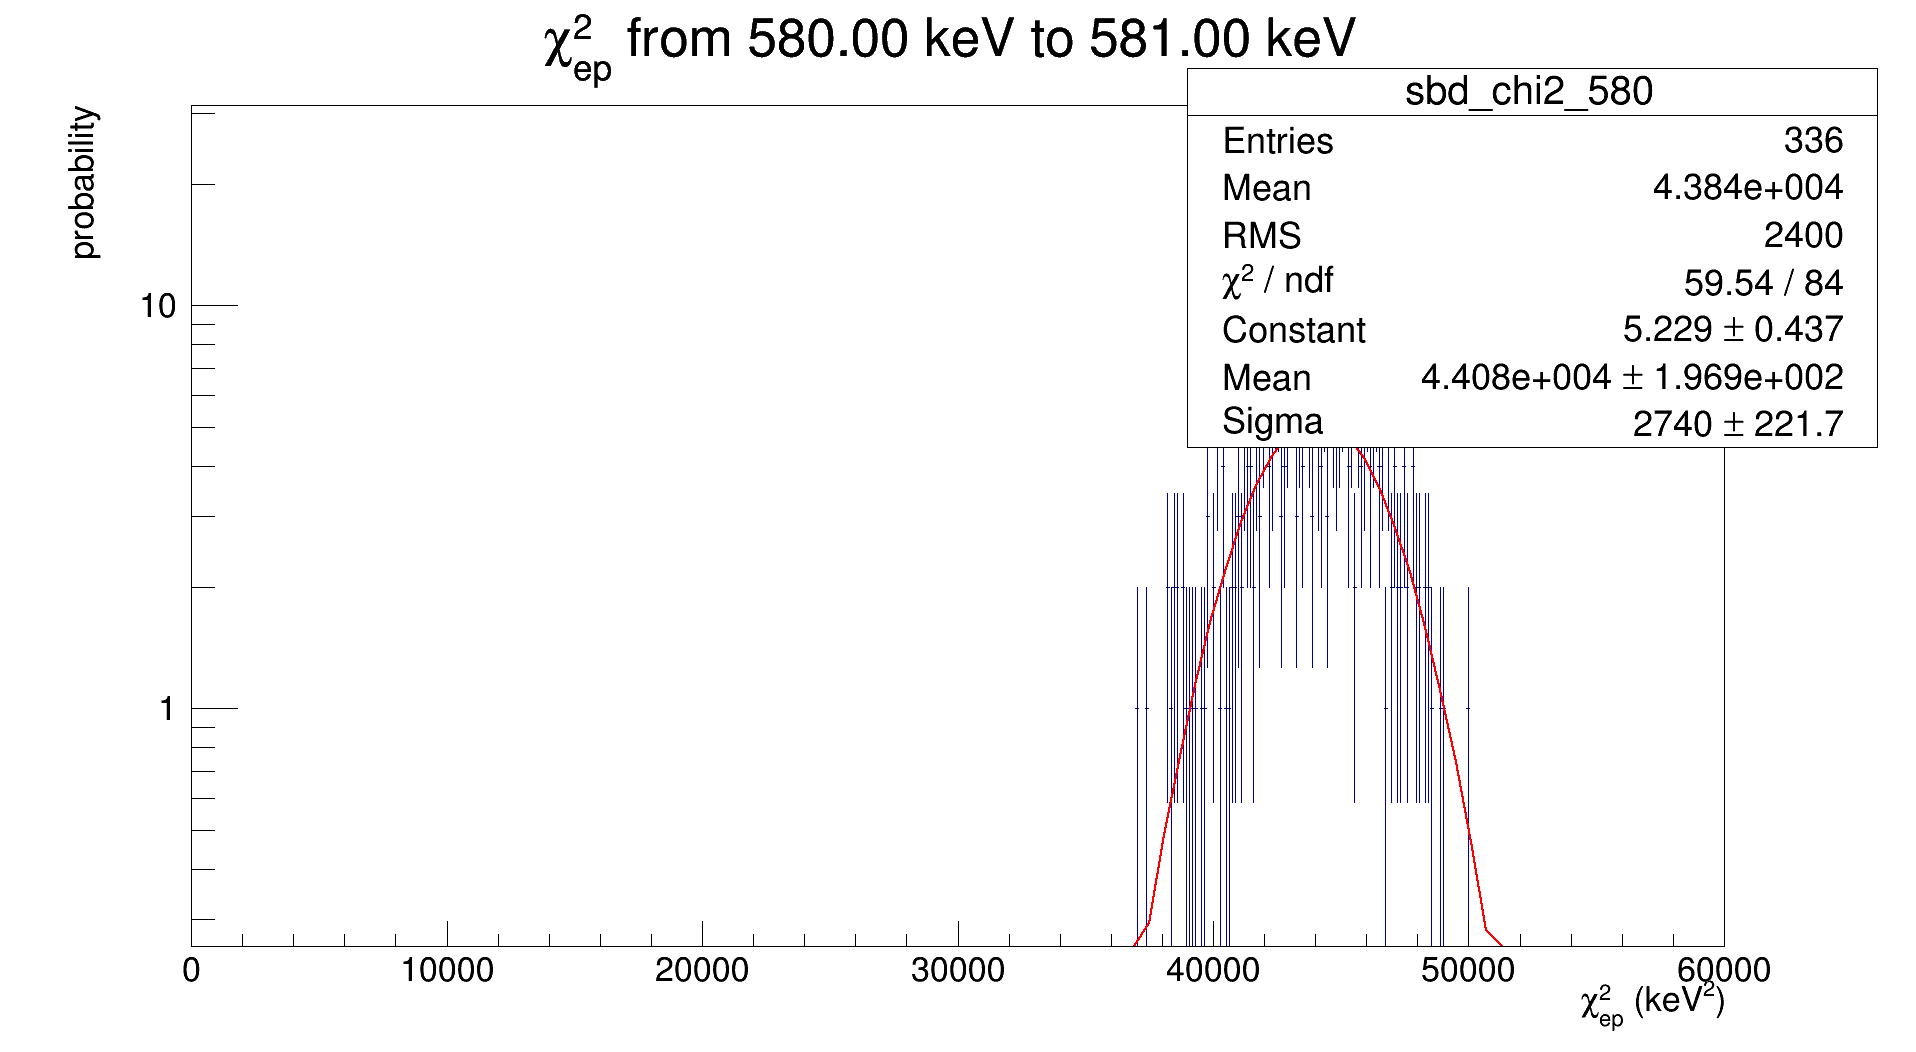 χ²ep from 580.00 keV to 581.00 keV
sbd_chi2_580
Entries 336
Mean 4.384e+004
RMS 2400
χ² / ndf 59.54 / 84
Constant 5.229 ± 0.437
Mean 4.408e+004 ± 1.969e+002
Sigma 2740 ± 221.7
probability
10
1
0 10000 20000 30000 40000 50000 60000
χ²ep (keV²)